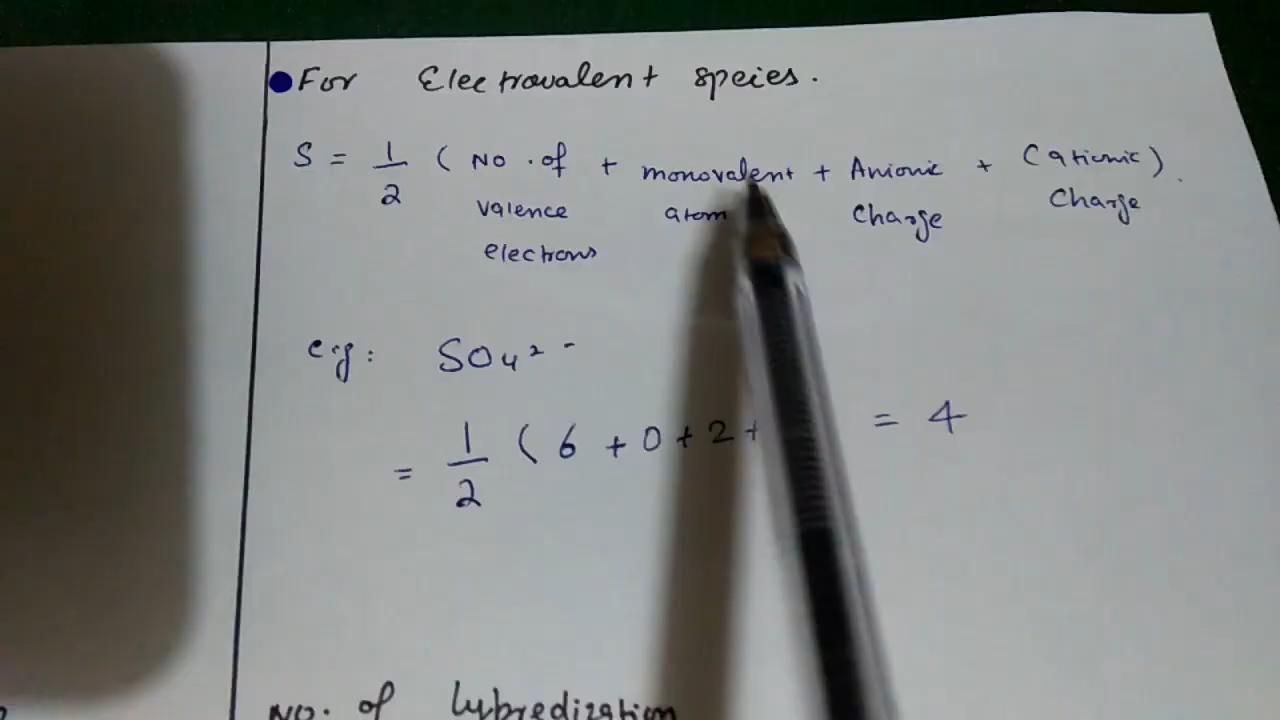 For Electrovalent speies.
S = 1/2 ( NO . of + monovalent + Anionic + Cationic )
valence atom Charge Charge
electrons
e.g: SO4 2-
= 1/2 ( 6 + 0 + 2 + = 4
NO. of hybredization